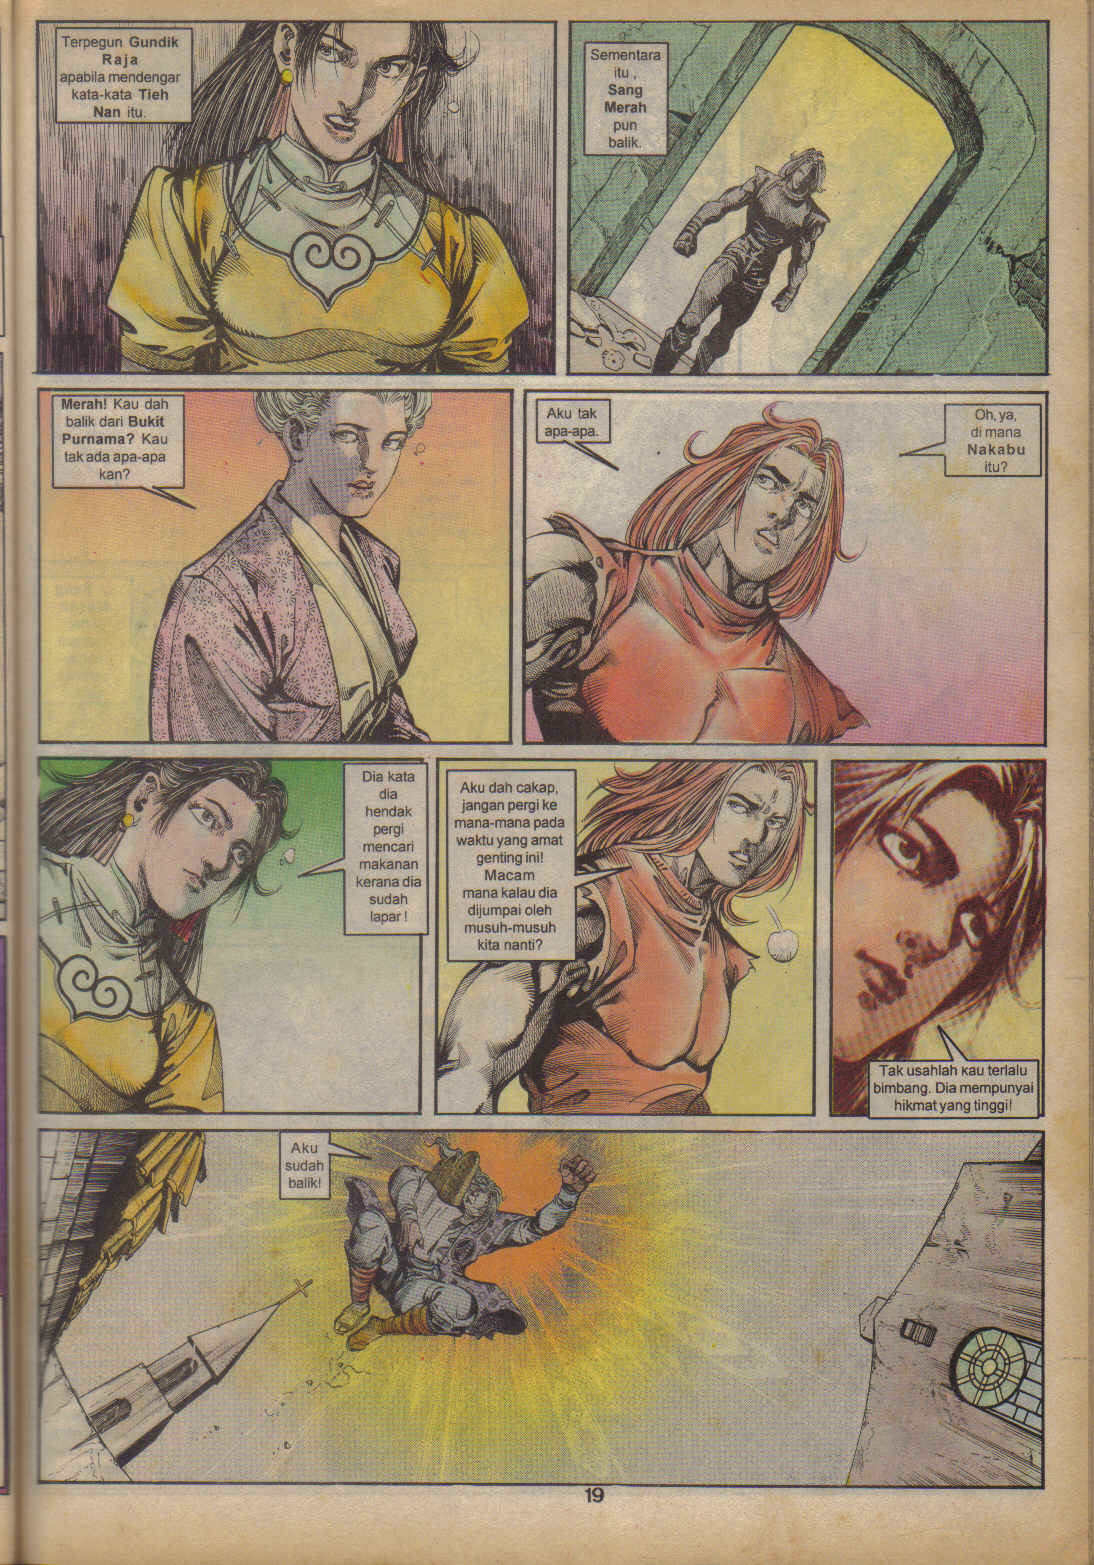 Terpegun Gundik
Raja
apabila mendengar
kata-kata Tieh
Nan itu.
Sementara
itu ,
Sang
Merah
pun
balik.
Merah! Kau dah
balik dari Bukit
Purnama? Kau
tak ada apa-apa
kan?
Aku tak
apa-apa.
Oh, ya,
di mana
Nakabu
itu?
Dia kata
dia
hendak
pergi
mencari
makanan
kerana dia
sudah
lapar !
Aku dah cakap,
jangan pergi ke
mana-mana pada
waktu yang amat
genting ini!
Macam
mana kalau dia
dijumpai oleh
musuh-musuh
kita nanti?
Tak usahlah kau terlalu
bimbang. Dia mempunyai
hikmat yang tinggi!
Aku
sudah
balik!
19